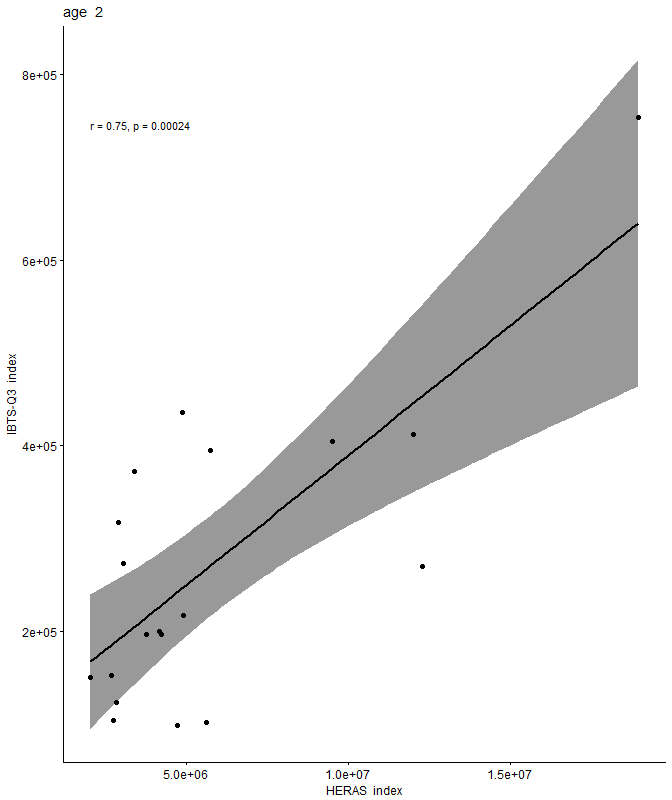 age 2
8e+05
r = 0.75, p = 0.00024
6e+05
IBTS-Q3 index
4e+05
2e+05
5.0e+06 1.0e+07 1.5e+07
HERAS index